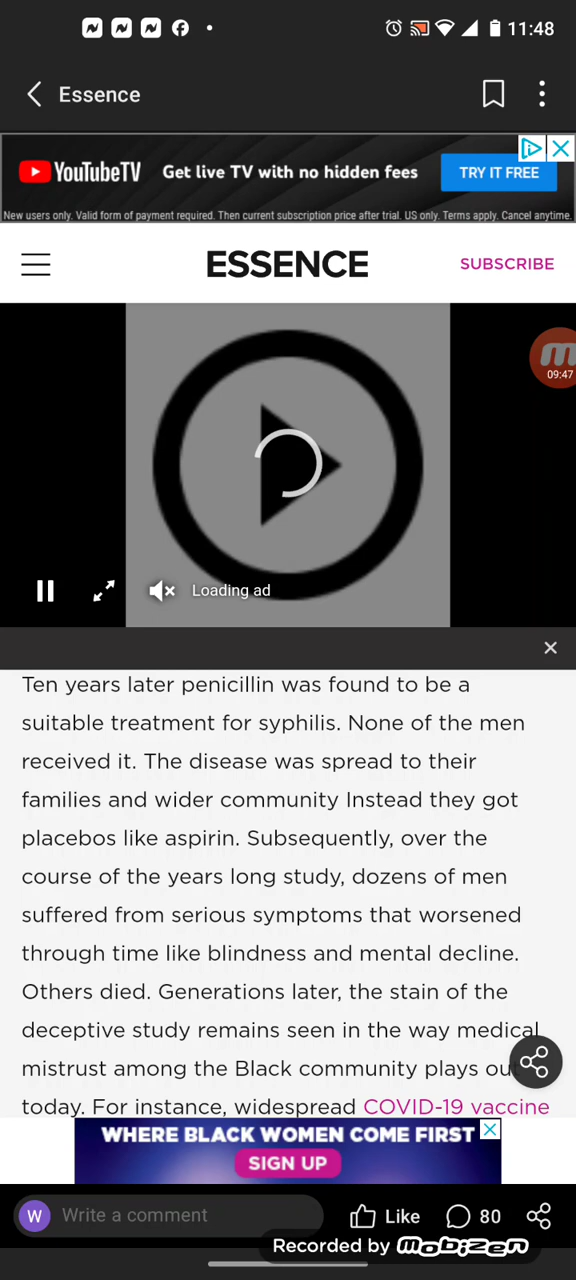 11:48
Essence
YouTubeTV Get live TV with no hidden fees TRY IT FREE
New users only. Valid form of payment required. Then current subscription price after trial. US only. Terms apply. Cancel anytime.
ESSENCE SUBSCRIBE
09:47
Loading ad
Ten years later penicillin was found to be a
suitable treatment for syphilis. None of the men
received it. The disease was spread to their
families and wider community Instead they got
placebos like aspirin. Subsequently, over the
course of the years long study, dozens of men
suffered from serious symptoms that worsened
through time like blindness and mental decline.
Others died. Generations later, the stain of the
deceptive study remains seen in the way medical
mistrust among the Black community plays ou
today. For instance, widespread COVID-19 vaccine
WHERE BLACK WOMEN COME FIRST
SIGN UP
W Write a comment Like 80
Recorded by mobizen